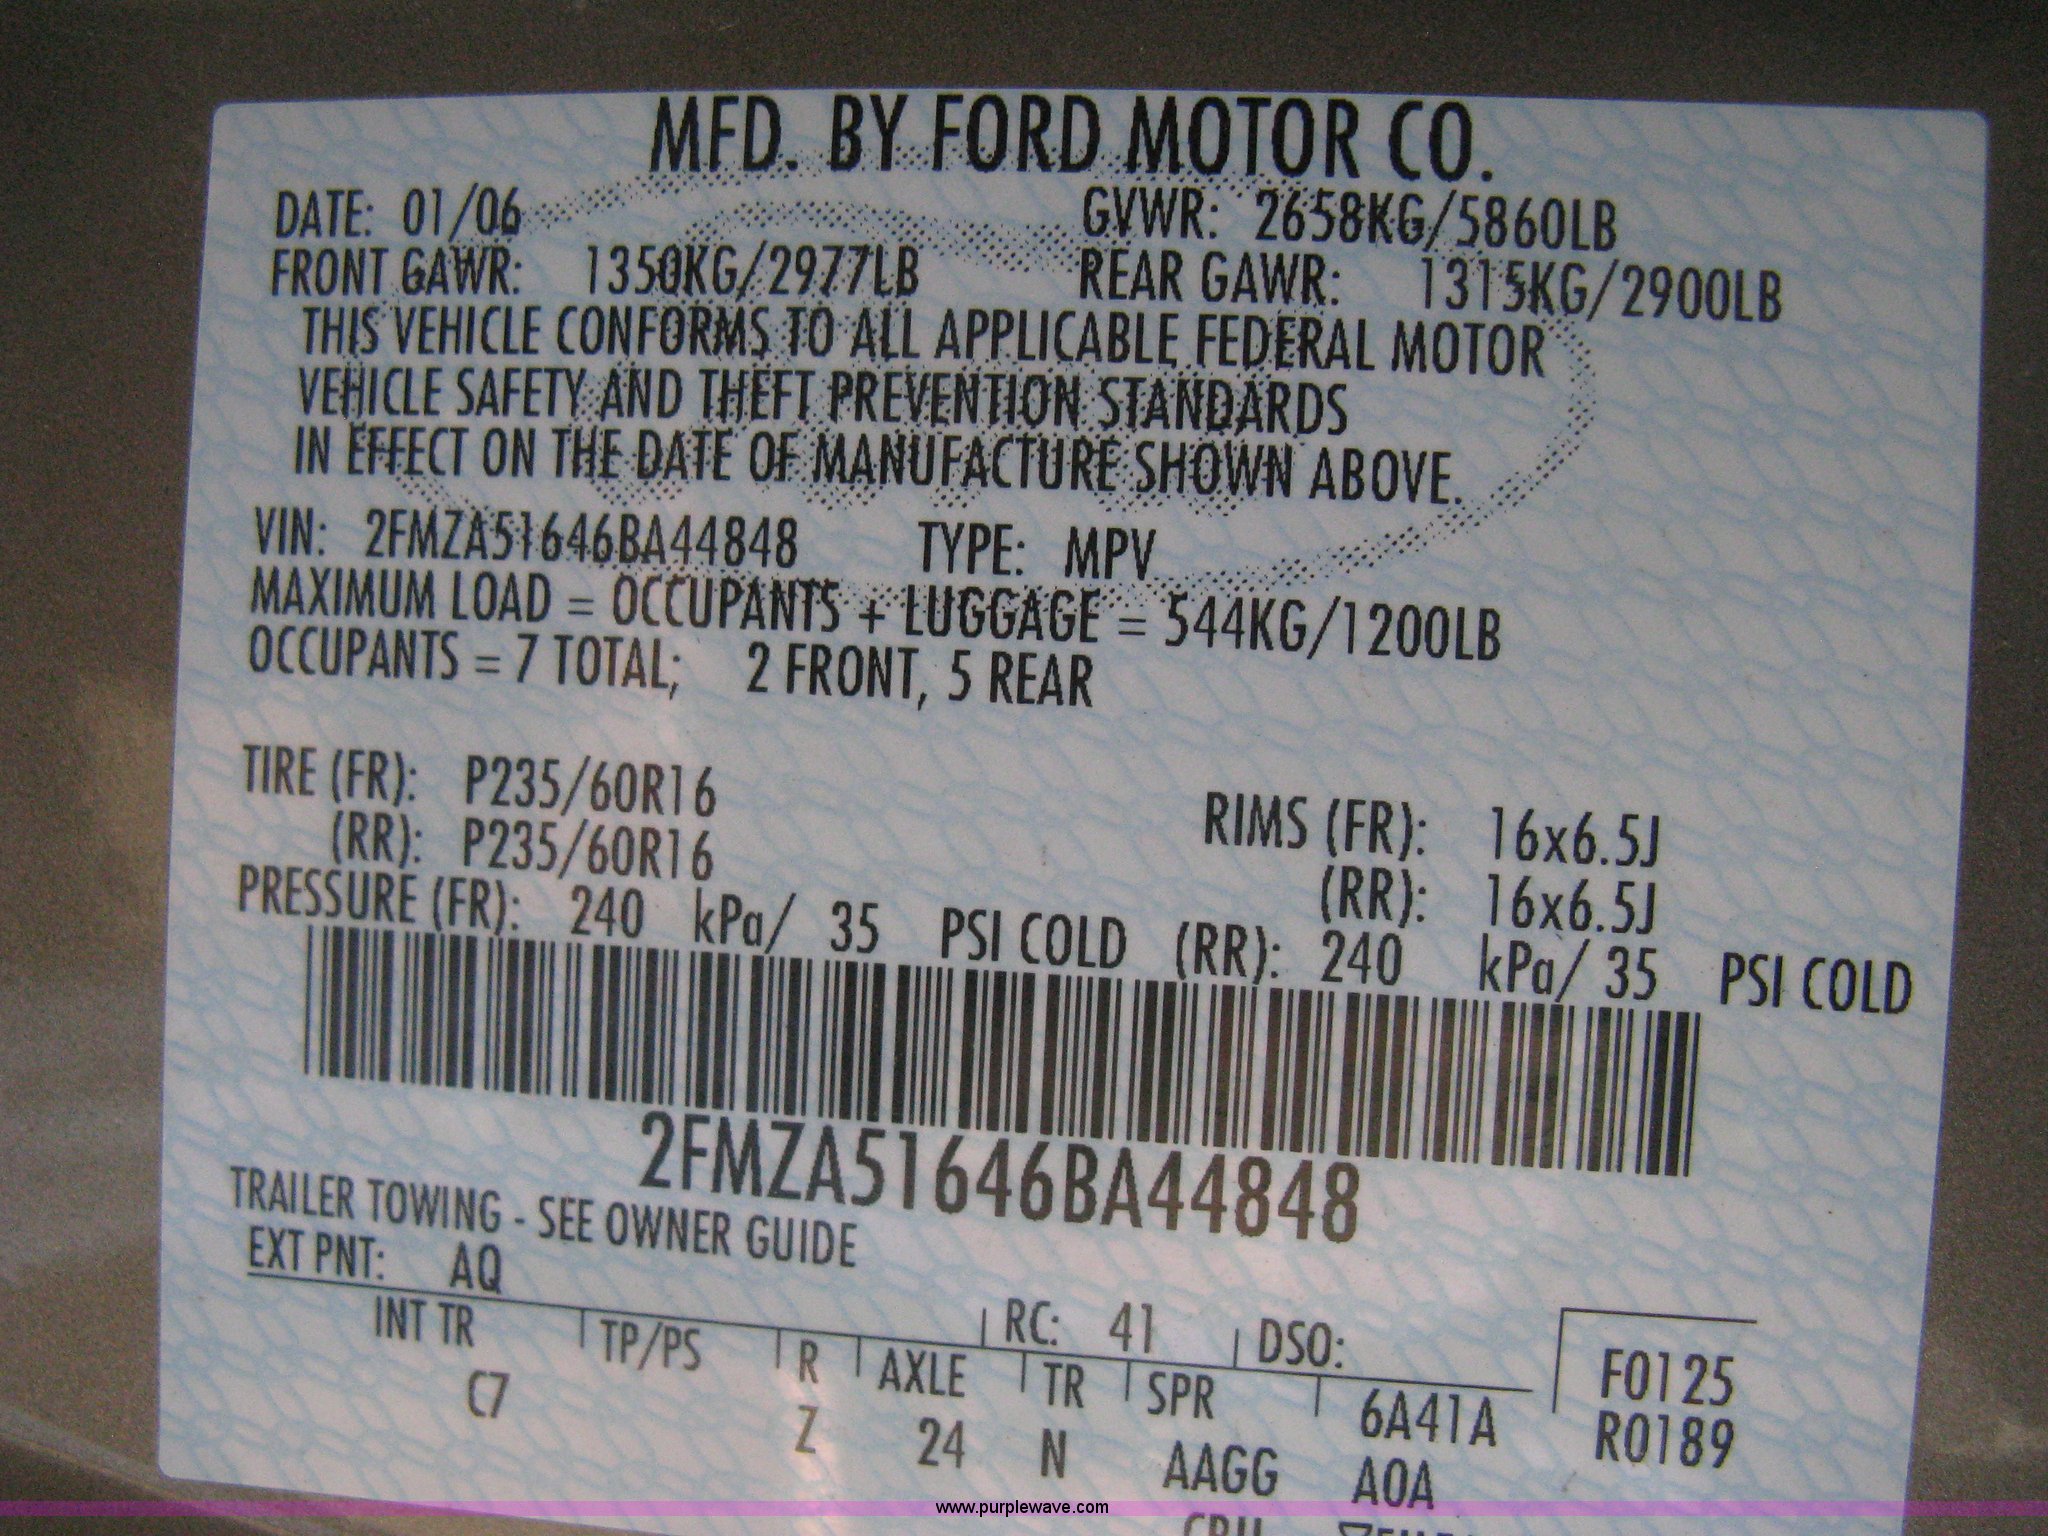 MFD. BY FORD MOTOR CO.
DATE: 01/06 GVWR: 2658KG/5860LB
FRONT GAWR: 1350KG/2977LB REAR GAWR: 1315KG/2900LB
THIS VEHICLE CONFORMS TO ALL APPLICABLE FEDERAL MOTOR
VEHICLE SAFETY AND THEFT PREVENTION STANDARDS
IN EFFECT ON THE DATE OF MANUFACTURE SHOWN ABOVE.
VIN: 2FMZA51646BA44848 TYPE: MPV
MAXIMUM LOAD = OCCUPANTS + LUGGAGE = 544KG/1200LB
OCCUPANTS = 7 TOTAL; 2 FRONT, 5 REAR
TIRE (FR): P235/60R16 RIMS (FR): 16x6.5J
(RR): P235/60R16 (RR): 16x6.5J
PRESSURE (FR): 240 kPa/ 35 PSI COLD (RR): 240 kPa/ 35 PSI COLD
2FMZA51646BA44848
TRAILER TOWING - SEE OWNER GUIDE
EXT PNT: AQ RC: 41 DSO:
INT TR TP/PS R AXLE TR SPR 6A41A F0125
C7 Z 24 N AAGG A0A R0189
www.purplewave.com